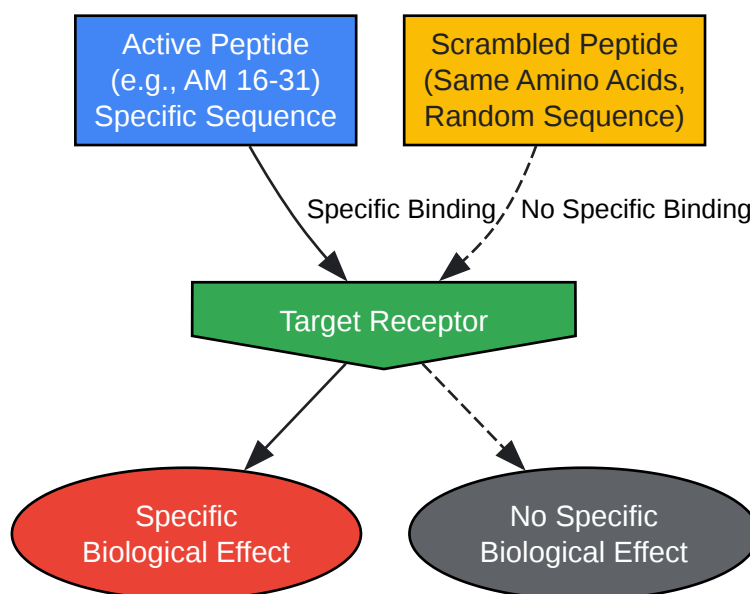 Active Peptide
(e.g., AM 16-31)
Specific Sequence
Scrambled Peptide
(Same Amino Acids,
Random Sequence)
Specific Binding
No Specific Binding
Target Receptor
Specific
Biological Effect
No Specific
Biological Effect